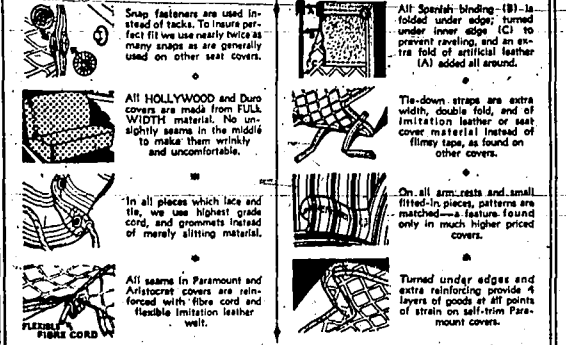 Snap fasteners are used in-
stead of tacks. To insure per-
fect fit we use nearly twice as
many snaps as are generally
used on other seat covers.
All HOLLYWOOD and Duro
covers are made from FULL
WIDTH material. No un-
sightly seams in the middle
to make them wrinkly
and uncomfortable.
In all pieces which lace and
tie, we use highest grade
cord, and grommets instead
of merely slitting material.
All seams in Paramount and
Aristocrat covers are rein-
forced with fibre cord and
flexible imitation leather
welt.
FLEXIBLE
FIBRE CORD
A
All Spanish binding (B) is
folded under edge; turned
under inner edge (C) to
prevent raveling, and an ex-
tra fold of artificial leather
(A) added all around.
Tie-down straps are extra
width, double fold, and of
imitation leather or seat
cover material instead of
flimsy tape, as found on
other covers.
On all arm rests and small
fitted-in pieces, patterns are
matched—a feature found
only in much higher priced
covers.
Turned under edges and
extra reinforcing provide 4
layers of goods at all points
of strain on self-trim Para-
mount covers.